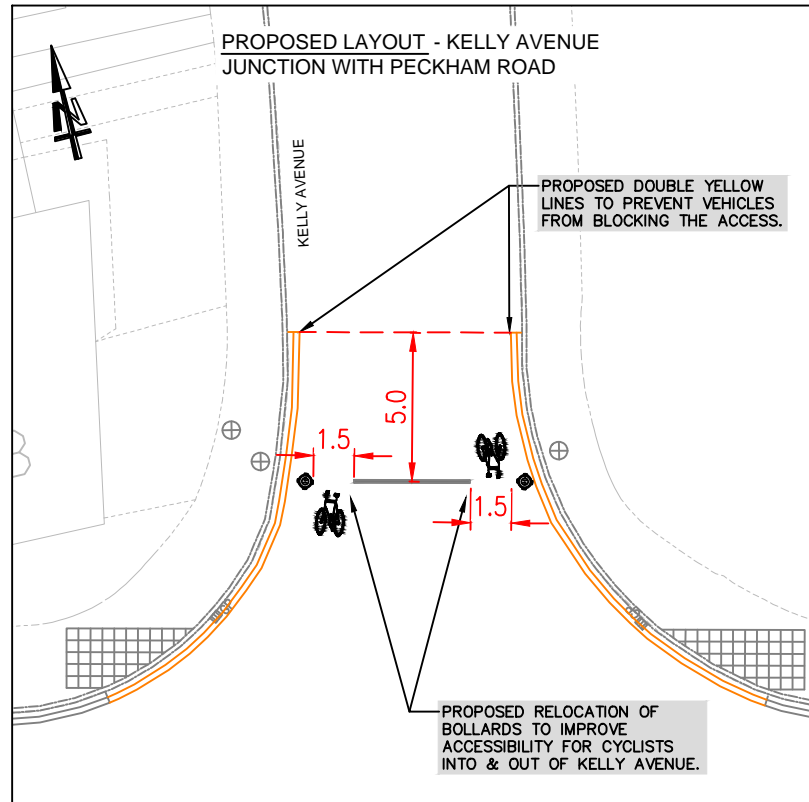 PROPOSED LAYOUT - KELLY AVENUE
JUNCTION WITH PECKHAM ROAD
N
KELLY AVENUE
PROPOSED DOUBLE YELLOW
LINES TO PREVENT VEHICLES
FROM BLOCKING THE ACCESS.
5.0
1.5
1.5
PROPOSED RELOCATION OF
BOLLARDS TO IMPROVE
ACCESSIBILITY FOR CYCLISTS
INTO & OUT OF KELLY AVENUE.